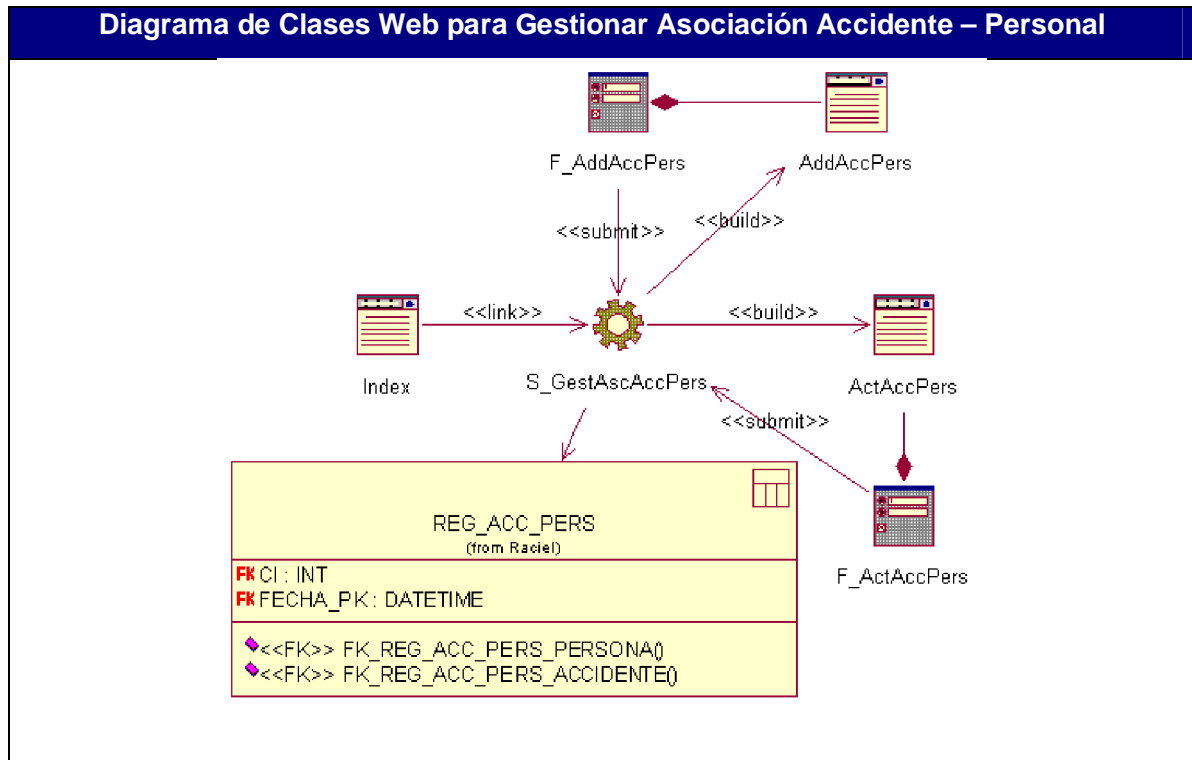 Diagrama de Clases Web para Gestionar Asociación Accidente – Personal
F_AddAccPers
AddAccPers
<<submit>>
<<build>>
<<link>>
<<build>>
Index
S_GestAscAccPers
ActAccPers
<<submit>>
REG_ACC_PERS
(from Raciel)
FK CI : INT
FK FECHA_PK : DATETIME
F_ActAccPers
<<FK>> FK_REG_ACC_PERS_PERSONA()
<<FK>> FK_REG_ACC_PERS_ACCIDENTE()